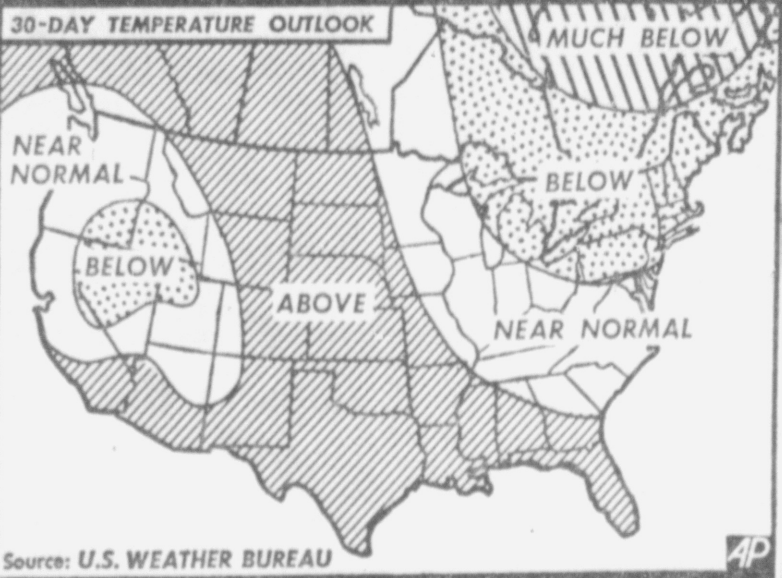 30-DAY TEMPERATURE OUTLOOK
MUCH BELOW
NEAR
NORMAL
BELOW
BELOW
ABOVE
NEAR NORMAL
Source: U.S. WEATHER BUREAU
AP